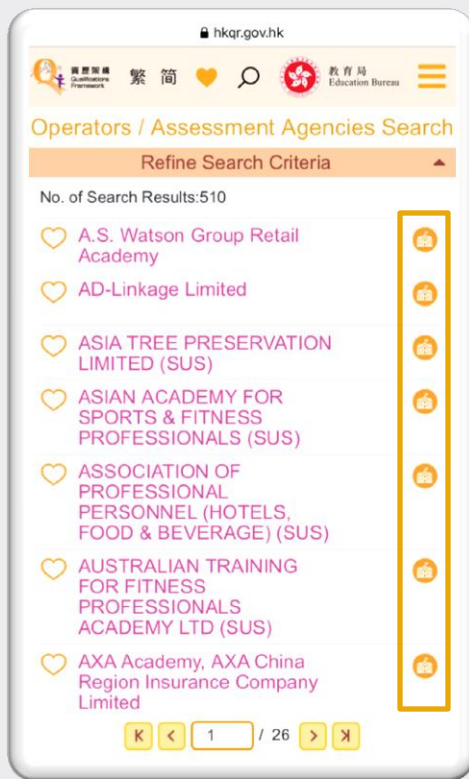 hkqr.gov.hk
資歷架構
Qualifications
Framework
繁 简
教育局
Education Bureau
Operators / Assessment Agencies Search
Refine Search Criteria
No. of Search Results:510
A.S. Watson Group Retail
Academy
AD-Linkage Limited
ASIA TREE PRESERVATION
LIMITED (SUS)
ASIAN ACADEMY FOR
SPORTS & FITNESS
PROFESSIONALS (SUS)
ASSOCIATION OF
PROFESSIONAL
PERSONNEL (HOTELS,
FOOD & BEVERAGE) (SUS)
AUSTRALIAN TRAINING
FOR FITNESS
PROFESSIONALS
ACADEMY LTD (SUS)
AXA Academy, AXA China
Region Insurance Company
Limited
1 / 26